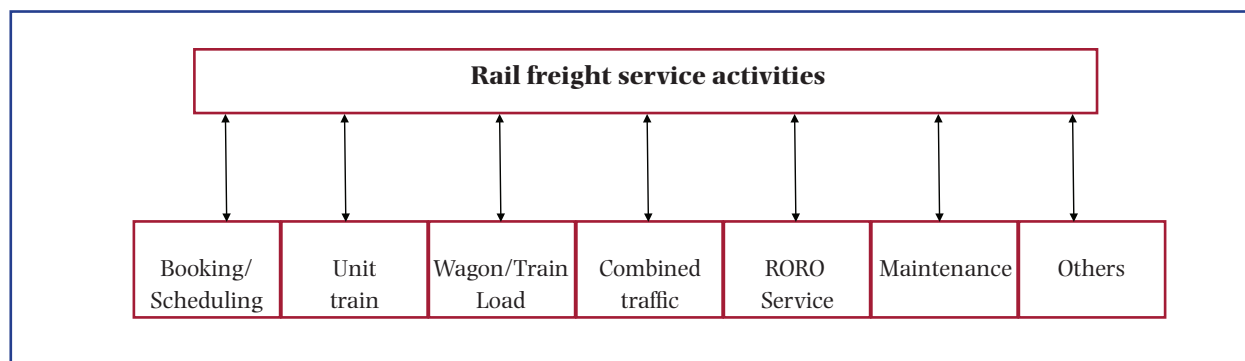 Rail freight service activities
Booking/
Scheduling
Unit
train
Wagon/Train
Load
Combined
traffic
RORO
Service
Maintenance
Others